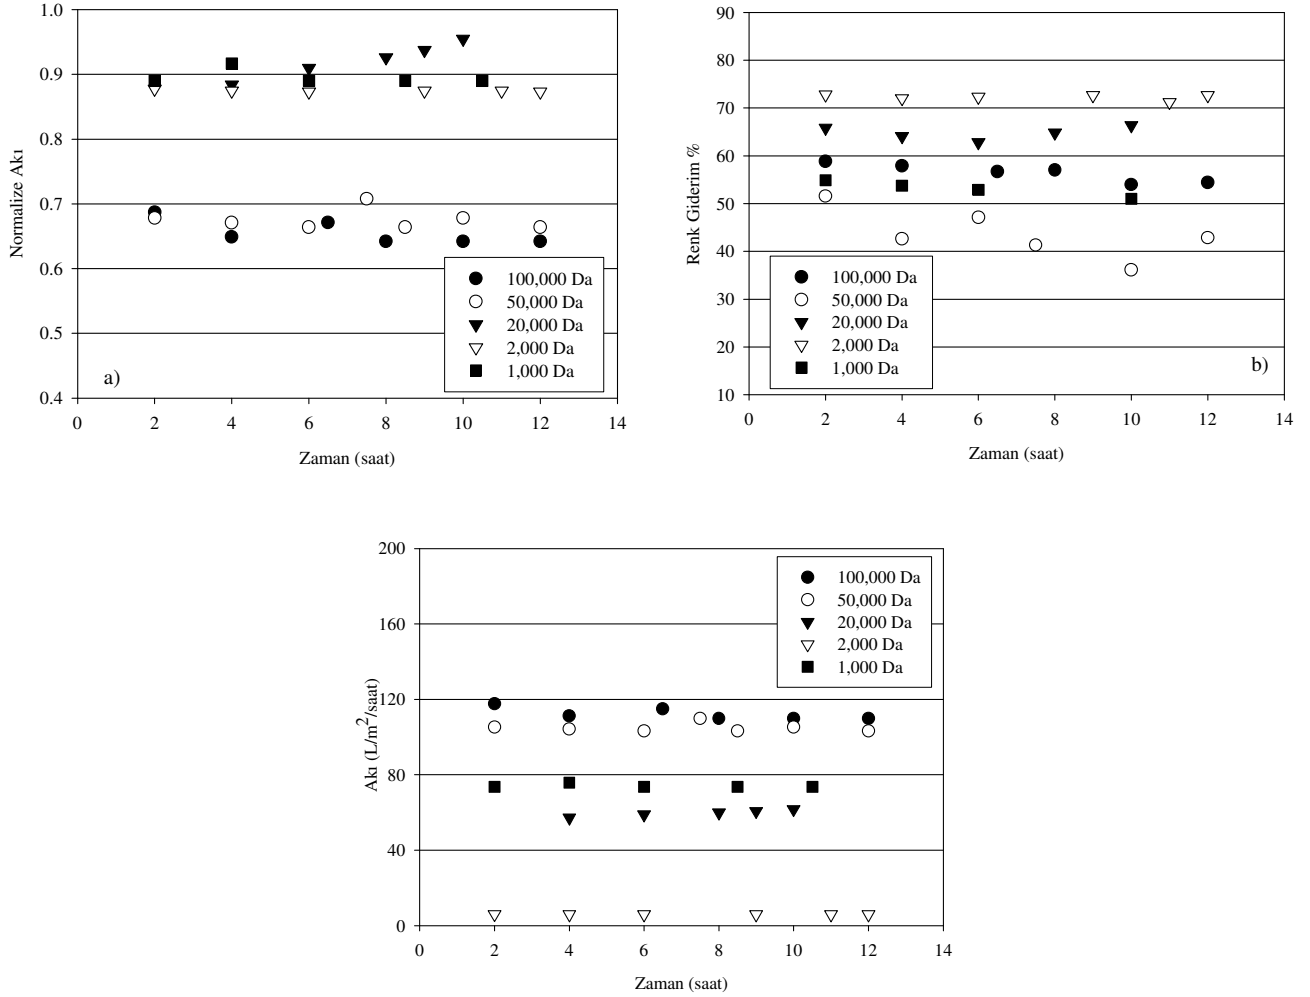 1.0
0.9
0.8
0.7
0.6
0.5
0.4
Normalize Akı
100,000 Da
50,000 Da
20,000 Da
2,000 Da
1,000 Da
a)
0 2 4 6 8 10 12 14
Zaman (saat)
90
80
70
60
50
40
30
20
10
Renk Giderim %
100,000 Da
50,000 Da
20,000 Da
2,000 Da
1,000 Da
b)
0 2 4 6 8 10 12 14
Zaman (saat)
200
160
120
80
40
0
Akı (L/m²/saat)
100,000 Da
50,000 Da
20,000 Da
2,000 Da
1,000 Da
0 2 4 6 8 10 12 14
Zaman (saat)